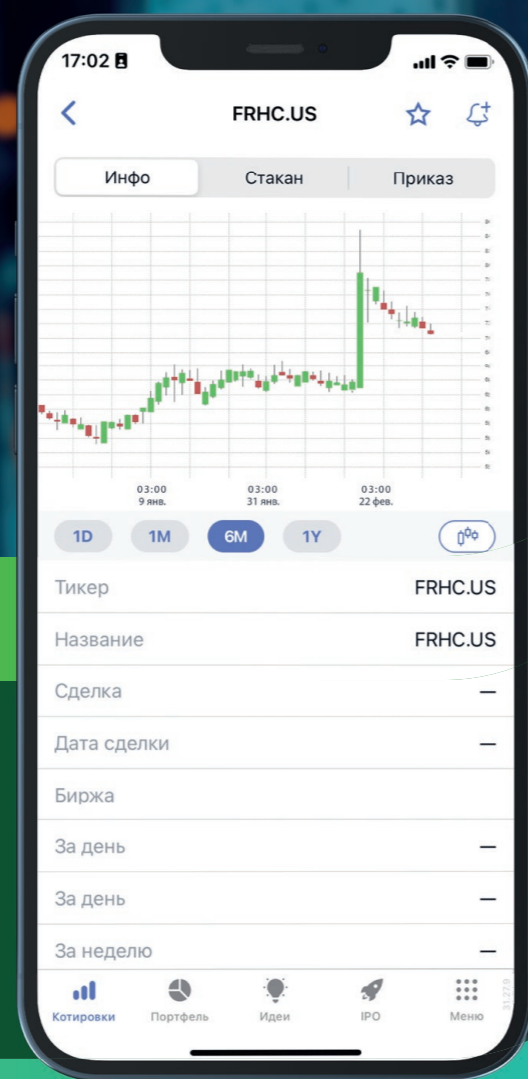 17:02
FRHC.US
Инфо Стакан Приказ
03:00 03:00 03:00
9 янв. 31 янв. 22 фев.
1D 1M 6M 1Y
Тикер FRHC.US
Название FRHC.US
Сделка –
Дата сделки –
Биржа
За день –
За день –
За неделю –
Котировки Портфель Идеи IPO Меню